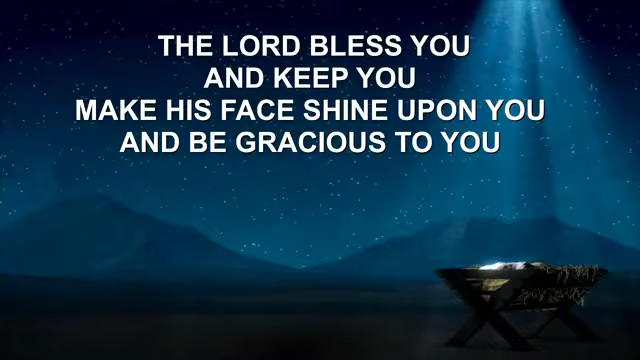 THE LORD BLESS YOU
AND KEEP YOU
MAKE HIS FACE SHINE UPON YOU
AND BE GRACIOUS TO YOU